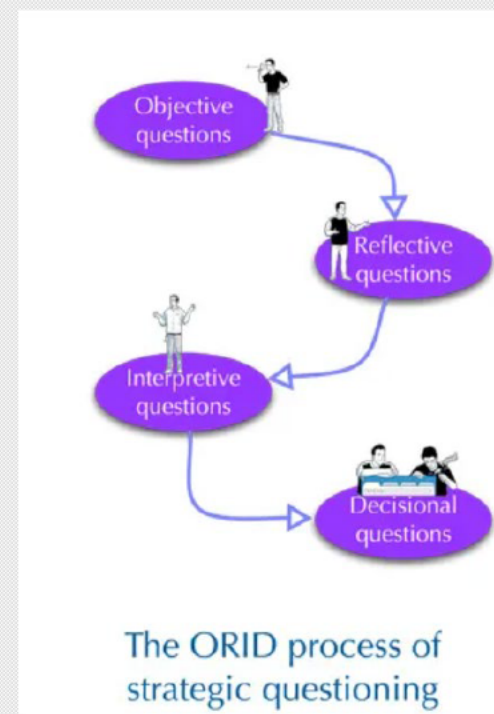 Objective
questions
Reflective
questions
Interpretive
questions
Decisional
questions
The ORID process of
strategic questioning